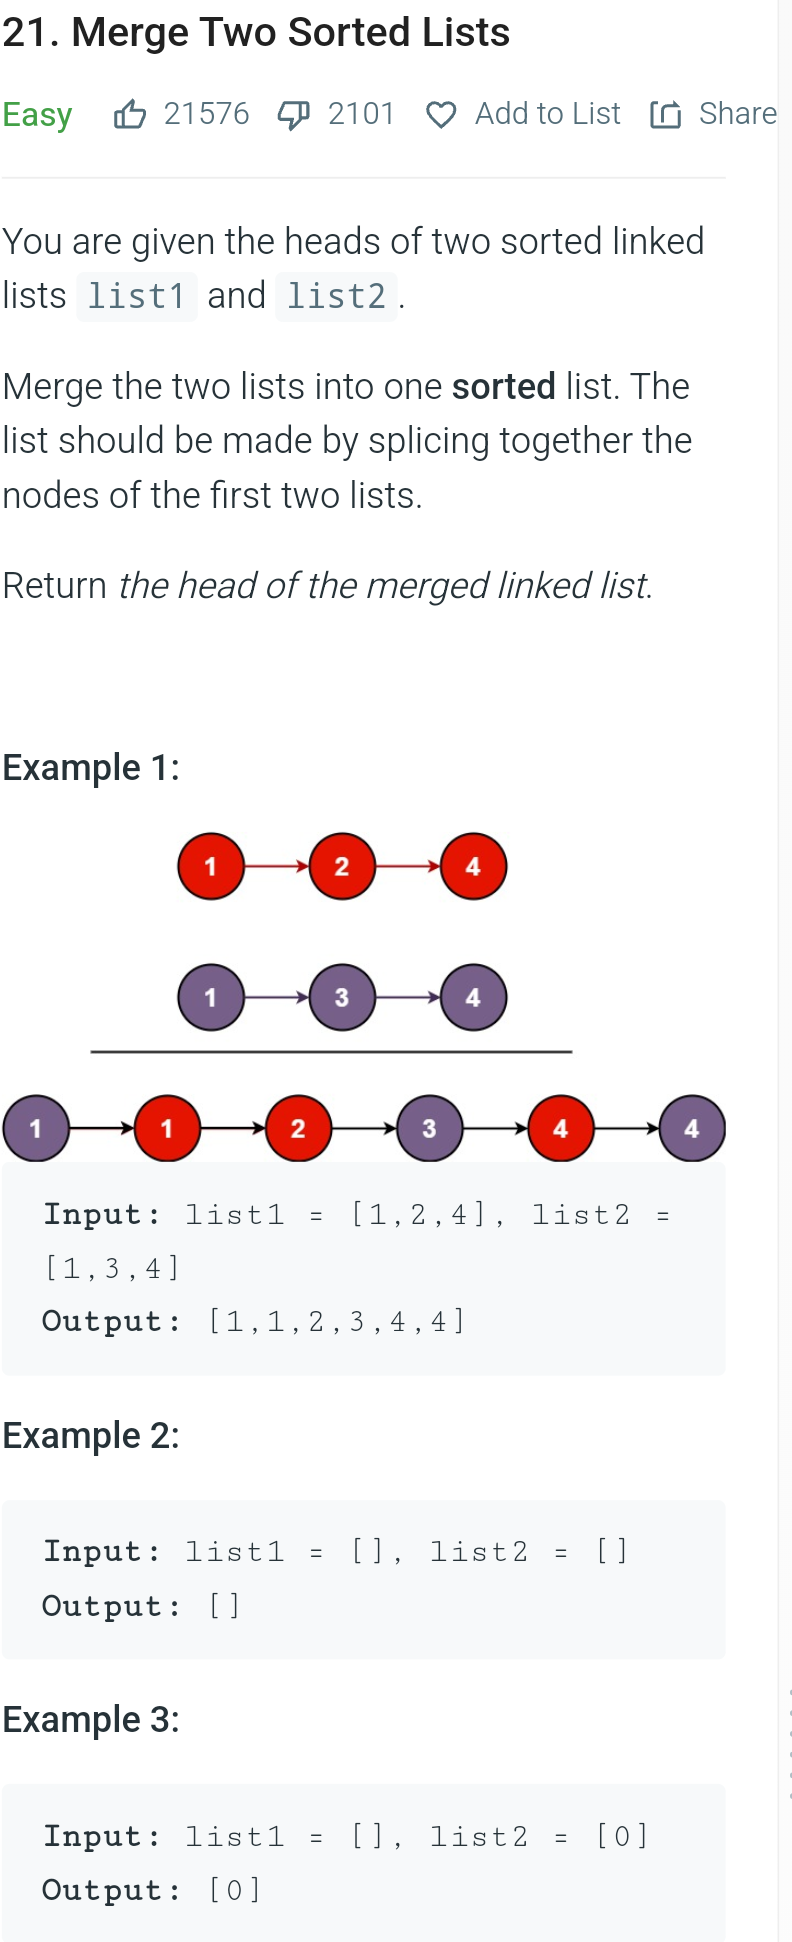 21. Merge Two Sorted Lists
Easy 21576 2101 Add to List Share
You are given the heads of two sorted linked
lists list1 and list2.
Merge the two lists into one sorted list. The
list should be made by splicing together the
nodes of the first two lists.
Return the head of the merged linked list.
Example 1:
1 2 4
1 3 4
1 1 2 3 4 4
Input: list1 = [1,2,4], list2 =
[1,3,4]
Output: [1,1,2,3,4,4]
Example 2:
Input: list1 = [], list2 = []
Output: []
Example 3:
Input: list1 = [], list2 = [0]
Output: [0]